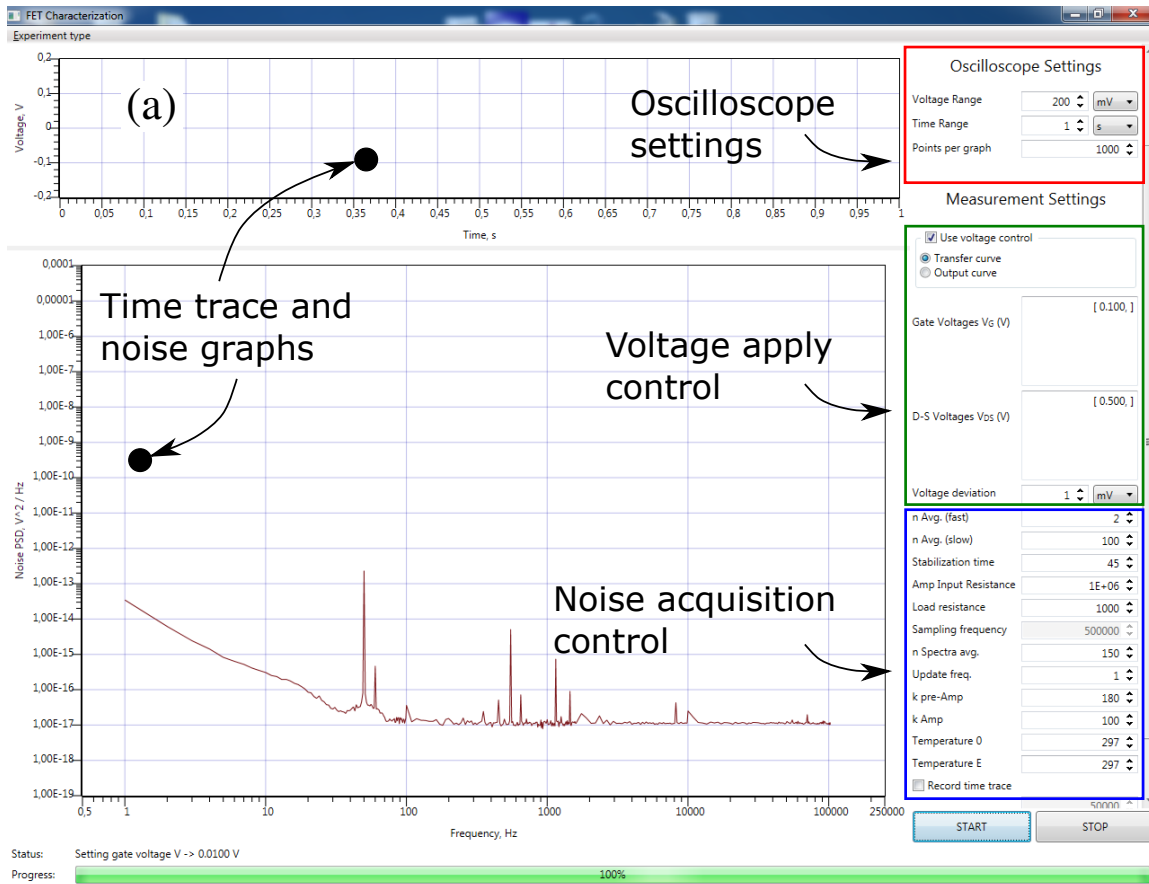 FET Characterization
Experiment type
0,2
0,1
0
-0,1
-0,2
Voltage, V
(a)
0 0,05 0,1 0,15 0,2 0,25 0,3 0,35 0,4 0,45 0,5 0,55 0,6 0,65 0,7 0,75 0,8 0,85 0,9 0,95 1
Time, s
Oscilloscope
settings
Time trace and
noise graphs
Voltage apply
control
Noise acquisition
control
0,0001
0,00001
1,00E-6
1,00E-7
1,00E-8
1,00E-9
1,00E-10
1,00E-11
1,00E-12
1,00E-13
1,00E-14
1,00E-15
1,00E-16
1,00E-17
1,00E-18
1,00E-19
Noise PSD, V^2 / Hz
0,5 1 10 100 1000 10000 100000 250000
Frequency, Hz
Oscilloscope Settings
Voltage Range 200 mV
Time Range 1 s
Points per graph 1000
Measurement Settings
Use voltage control
Transfer curve
Output curve
Gate Voltages VG (V) [ 0.100, ]
D-S Voltages VDS (V) [ 0.500, ]
Voltage deviation 1 mV
n Avg. (fast) 2
n Avg. (slow) 100
Stabilization time 45
Amp Input Resistance 1E+06
Load resistance 1000
Sampling frequency 500000
n Spectra avg. 150
Update freq. 1
k pre-Amp 180
k Amp 100
Temperature 0 297
Temperature E 297
Record time trace
50000
START STOP
Status: Setting gate voltage V -> 0.0100 V
Progress: 100%